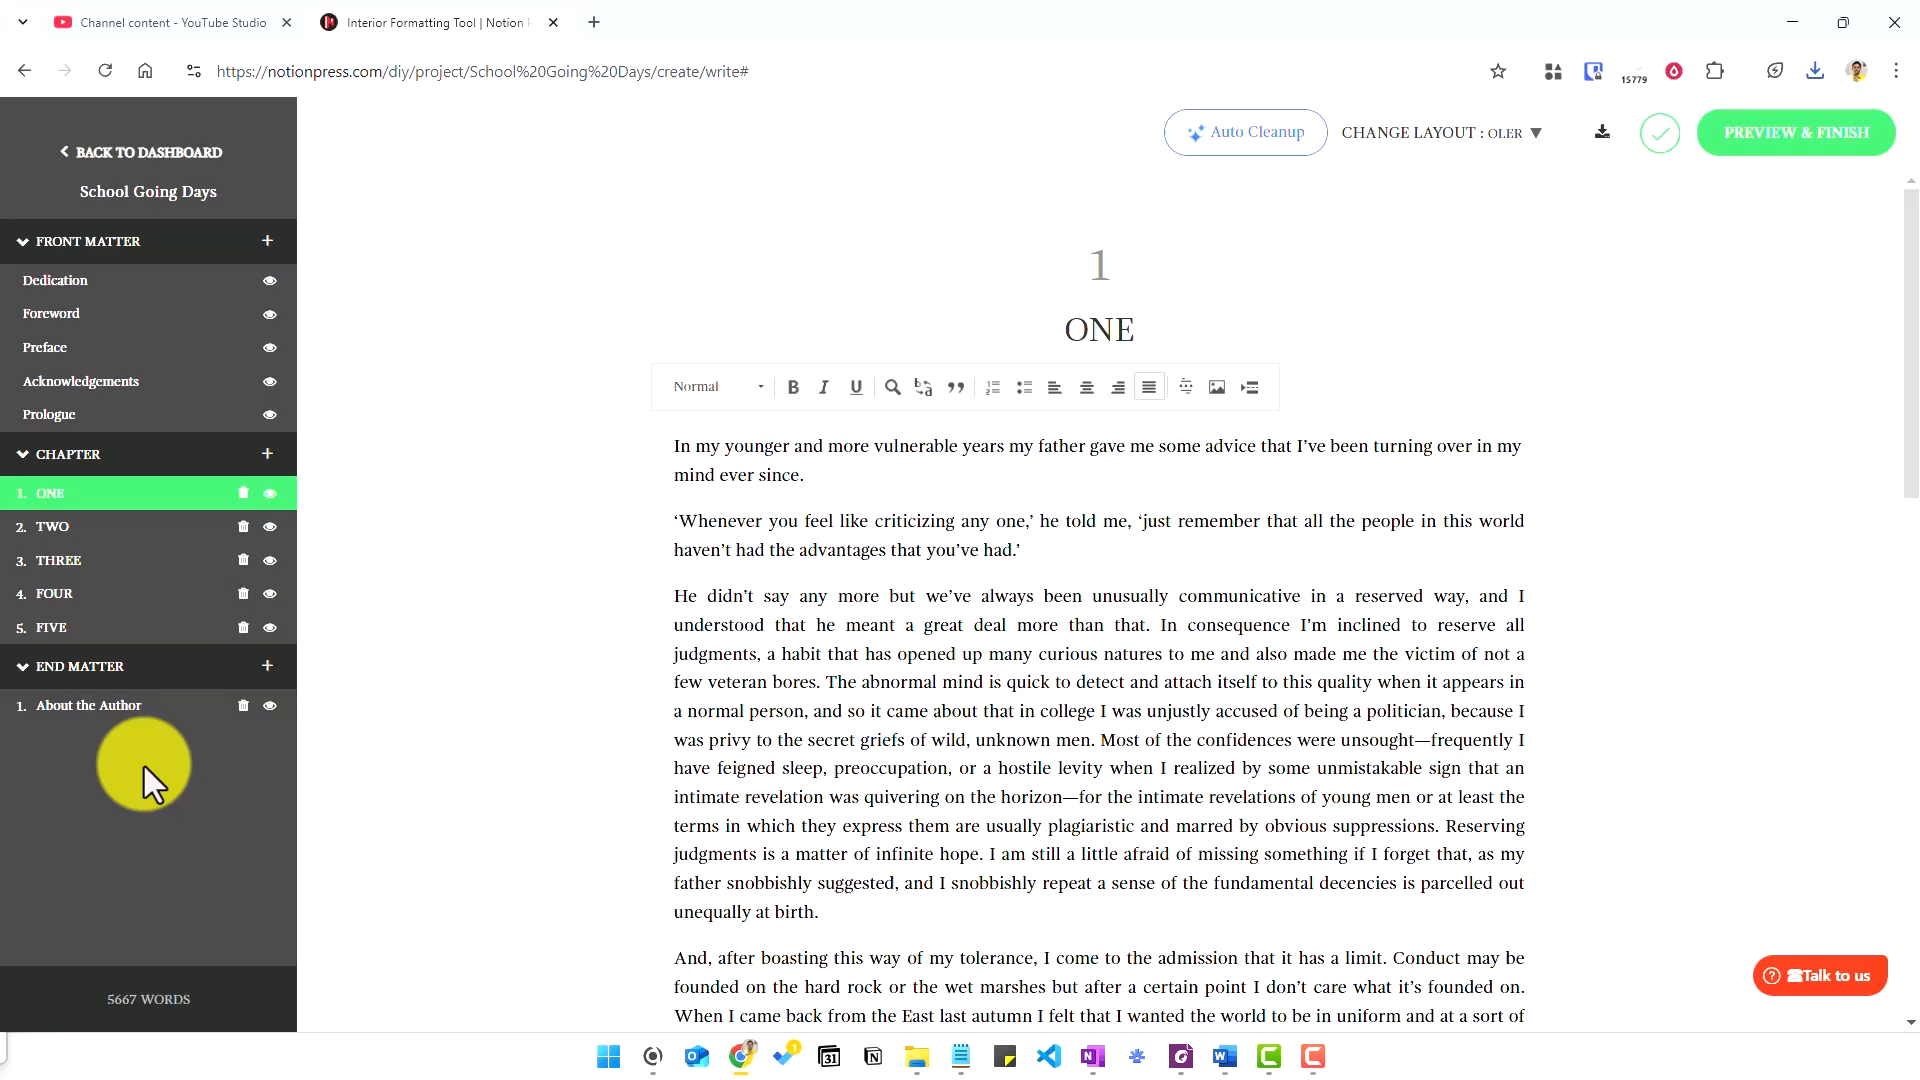 Channel content - YouTube Studio
Interior Formatting Tool | Notion
https://notionpress.com/diy/project/School%20Going%20Days/create/write#
15779
BACK TO DASHBOARD
School Going Days
Auto Cleanup
CHANGE LAYOUT : OLER
PREVIEW & FINISH
FRONT MATTER
Dedication
Foreword
Preface
Acknowledgements
Prologue
CHAPTER
1. ONE
2. TWO
3. THREE
4. FOUR
5. FIVE
END MATTER
1. About the Author
5667 WORDS
1
ONE
Normal
In my younger and more vulnerable years my father gave me some advice that I’ve been turning over in my
mind ever since.
‘Whenever you feel like criticizing any one,’ he told me, ‘just remember that all the people in this world
haven’t had the advantages that you’ve had.’
He didn’t say any more but we’ve always been unusually communicative in a reserved way, and I
understood that he meant a great deal more than that. In consequence I’m inclined to reserve all
judgments, a habit that has opened up many curious natures to me and also made me the victim of not a
few veteran bores. The abnormal mind is quick to detect and attach itself to this quality when it appears in
a normal person, and so it came about that in college I was unjustly accused of being a politician, because I
was privy to the secret griefs of wild, unknown men. Most of the confidences were unsought—frequently I
have feigned sleep, preoccupation, or a hostile levity when I realized by some unmistakable sign that an
intimate revelation was quivering on the horizon—for the intimate revelations of young men or at least the
terms in which they express them are usually plagiaristic and marred by obvious suppressions. Reserving
judgments is a matter of infinite hope. I am still a little afraid of missing something if I forget that, as my
father snobbishly suggested, and I snobbishly repeat a sense of the fundamental decencies is parcelled out
unequally at birth.
And, after boasting this way of my tolerance, I come to the admission that it has a limit. Conduct may be
founded on the hard rock or the wet marshes but after a certain point I don’t care what it’s founded on.
When I came back from the East last autumn I felt that I wanted the world to be in uniform and at a sort of
Talk to us
1
31